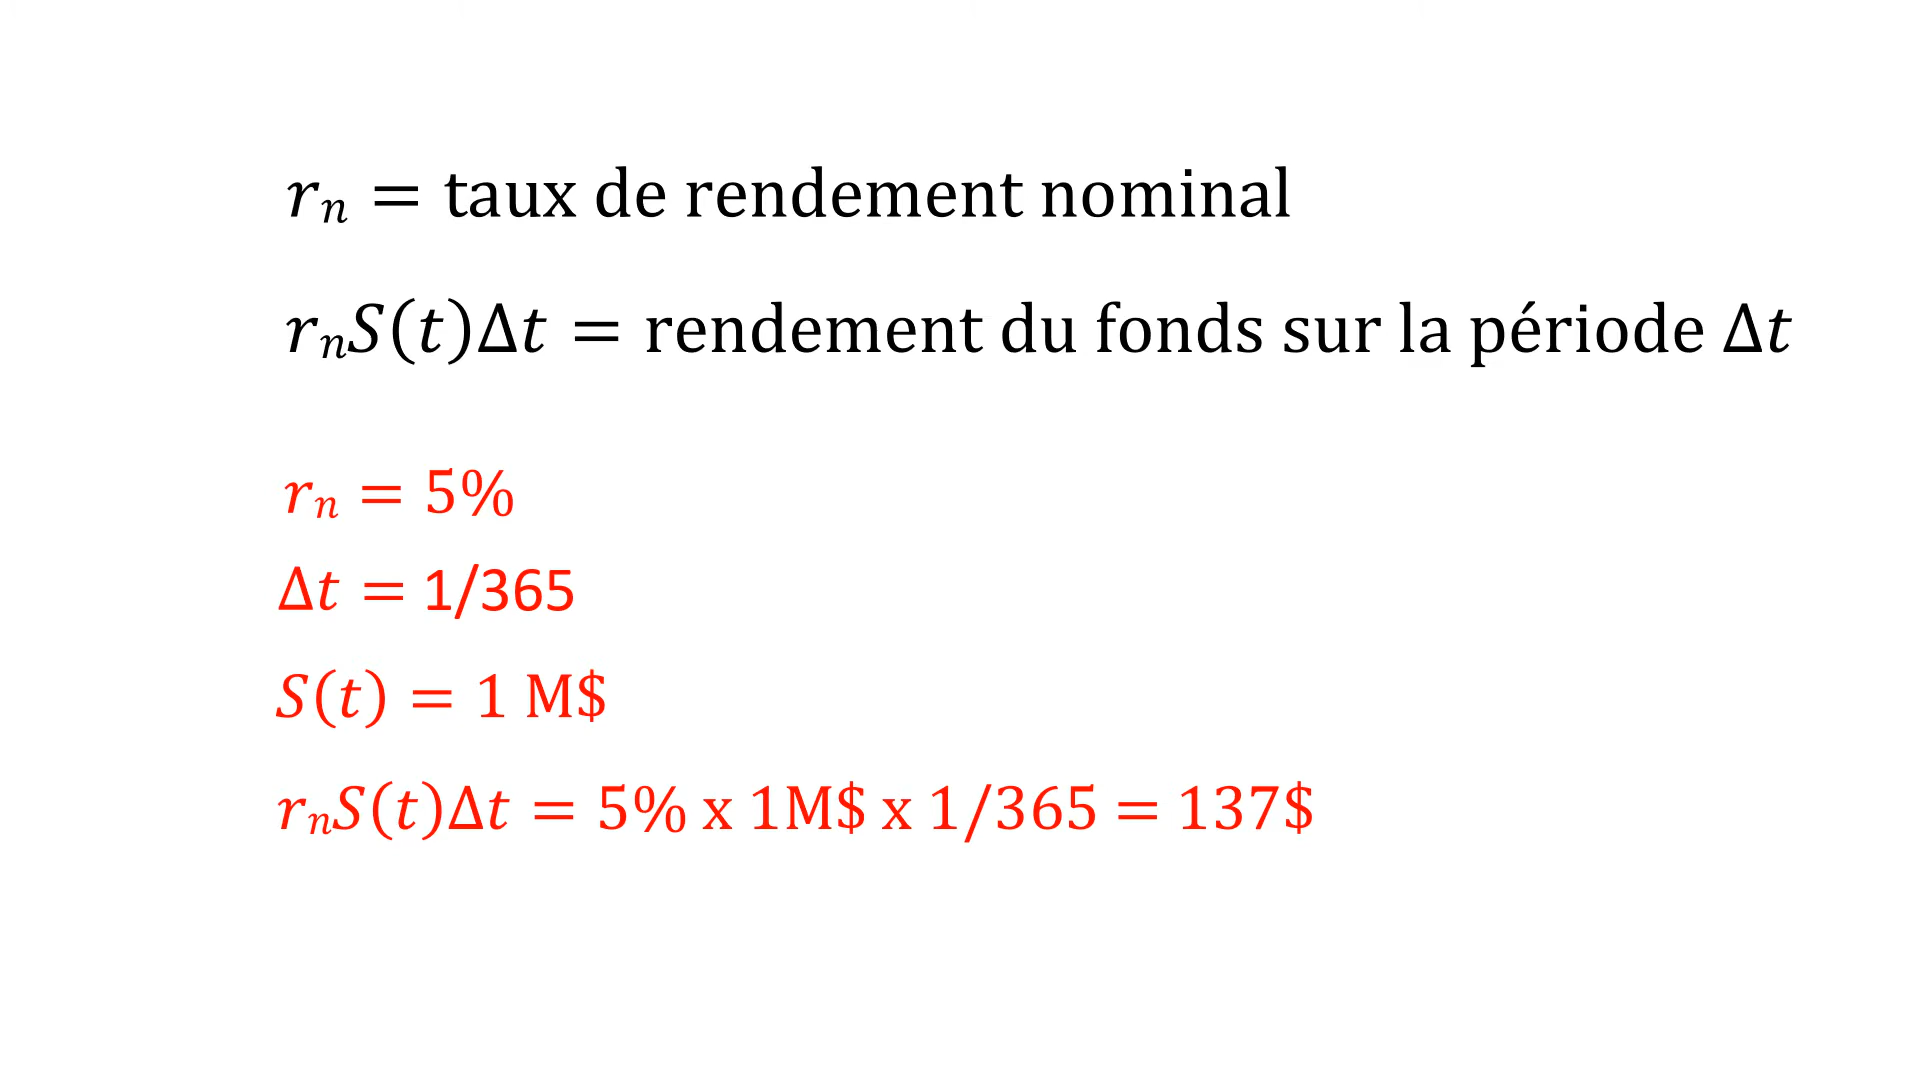 rₙ = taux de rendement nominal
rₙS(t)Δt = rendement du fonds sur la période Δt
rₙ = 5%
Δt = 1/365
S(t) = 1 M$
rₙS(t)Δt = 5% x 1M$ x 1/365 = 137$